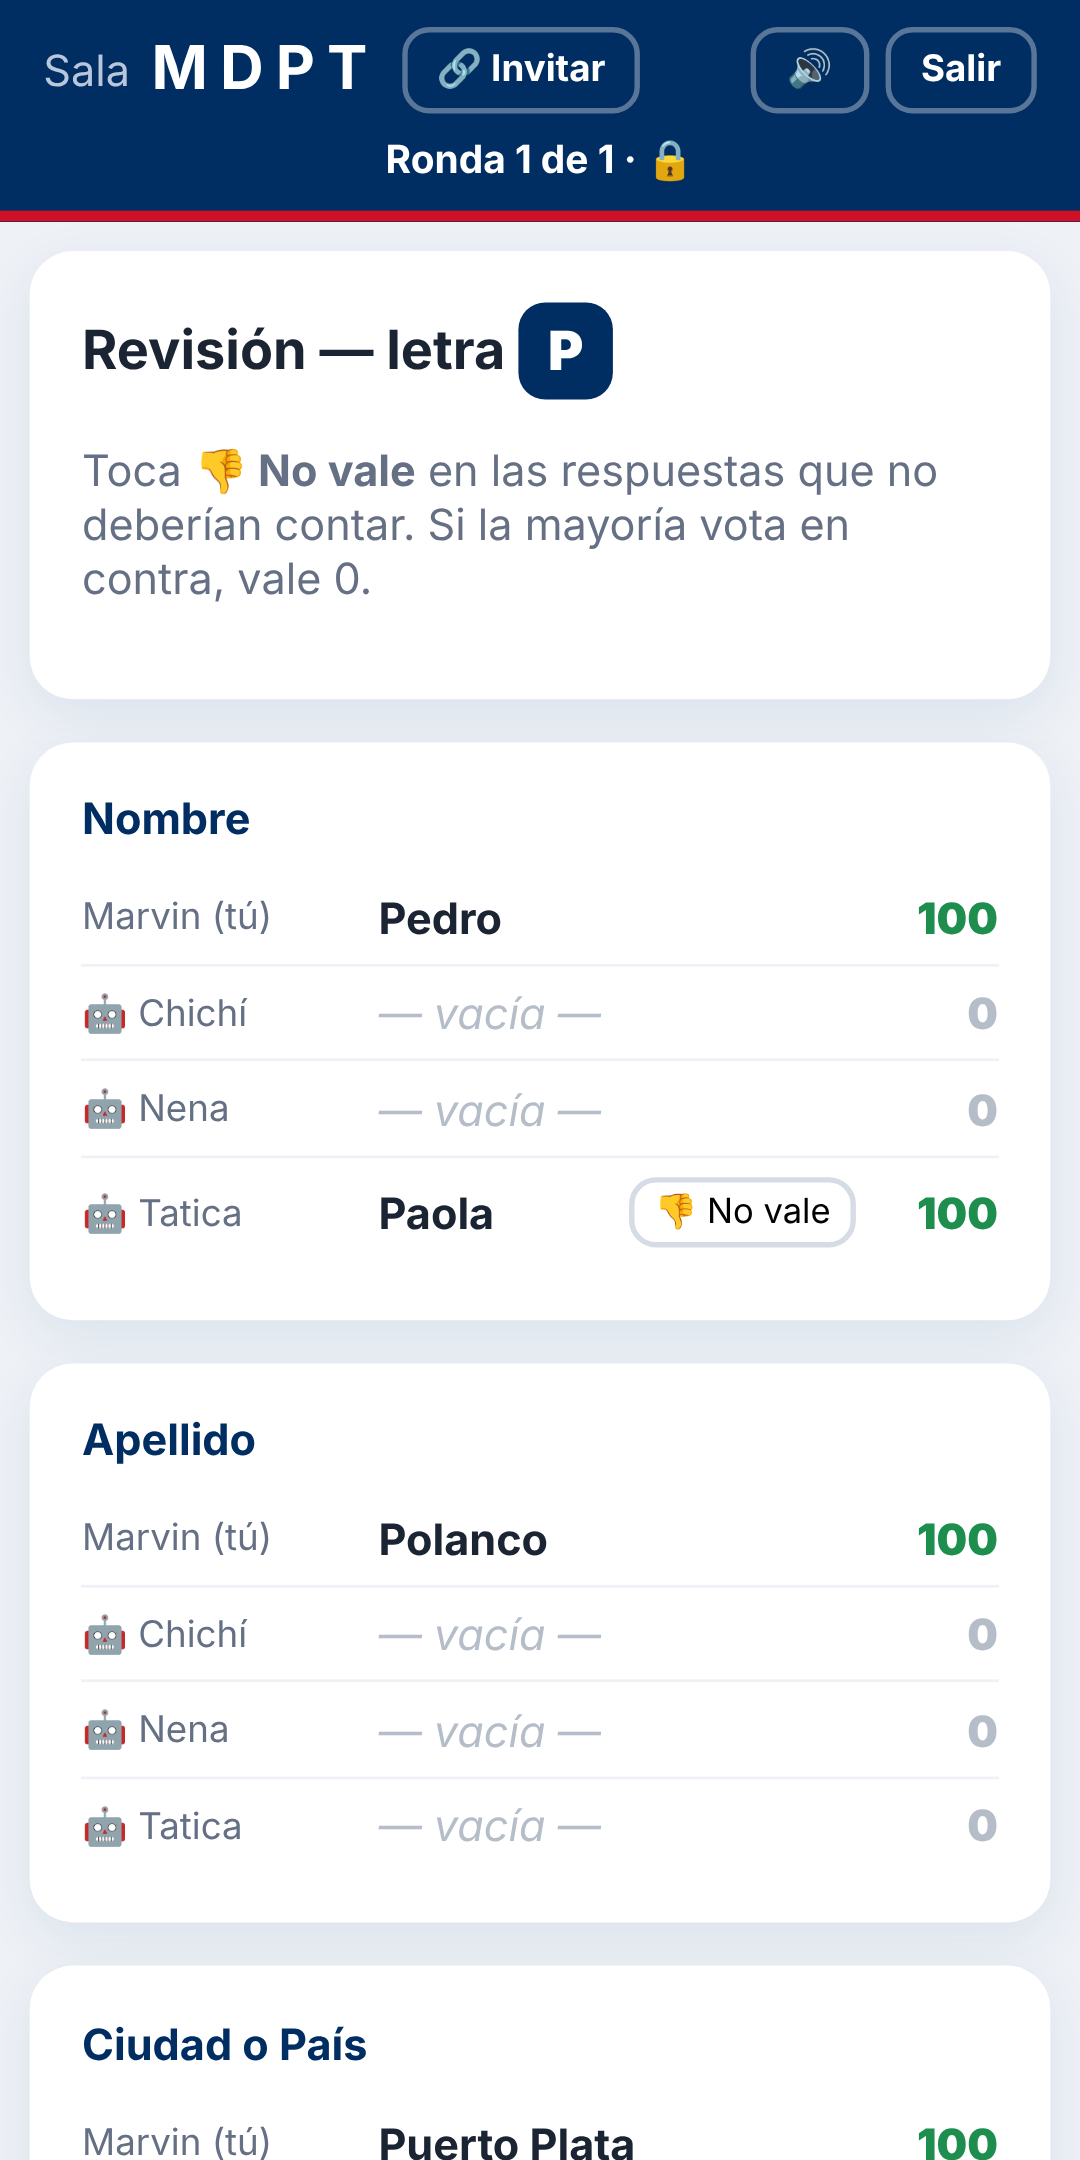 Sala MDPT 🔗 Invitar 🔊 Salir
Ronda 1 de 1 · 🔒
Revisión — letra P
Toca 👎 No vale en las respuestas que no
deberían contar. Si la mayoría vota en
contra, vale 0.
Nombre
Marvin (tú) Pedro 100
🤖 Chichí — vacía — 0
🤖 Nena — vacía — 0
🤖 Tatica Paola 👎 No vale 100
Apellido
Marvin (tú) Polanco 100
🤖 Chichí — vacía — 0
🤖 Nena — vacía — 0
🤖 Tatica — vacía — 0
Ciudad o País
Marvin (tú) Puerto Plata 100